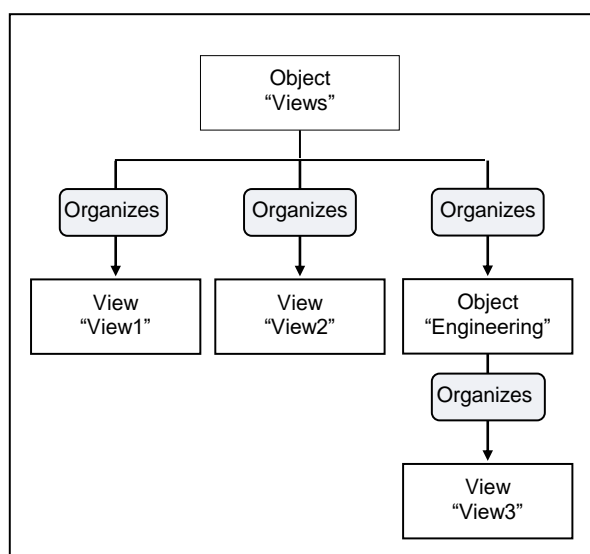 Object
“Views”
Organizes
Organizes
Organizes
View
“View1”
View
“View2”
Object
“Engineering”
Organizes
View
“View3”